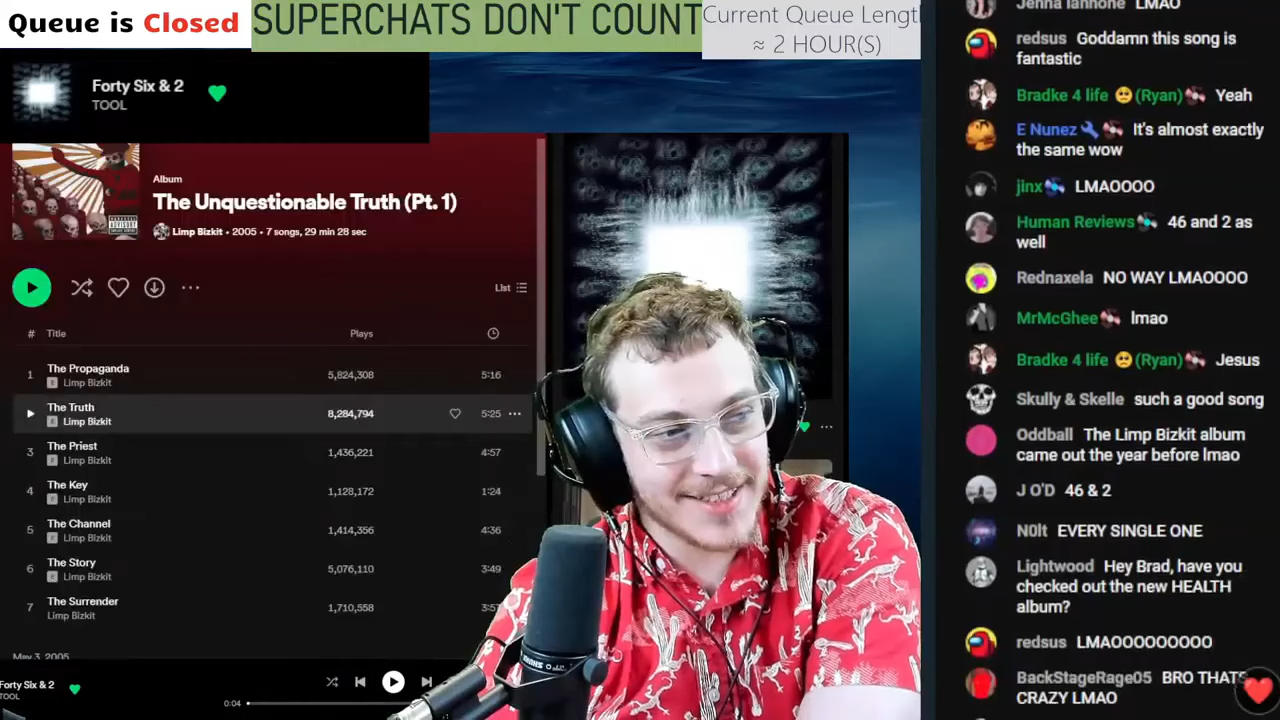 Queue is Closed
SUPERCHATS DON'T COUNT
Current Queue Lengt
≈ 2 HOUR(S)
Forty Six & 2
TOOL
Album
The Unquestionable Truth (Pt. 1)
Limp Bizkit • 2005 • 7 songs, 29 min 28 sec
List
# Title Plays
1 The Propaganda 5,824,308 5:16
E Limp Bizkit
The Truth 8,284,794 5:25
E Limp Bizkit
3 The Priest 1,436,221 4:57
E Limp Bizkit
4 The Key 1,128,172 1:24
E Limp Bizkit
5 The Channel 1,414,356 4:36
E Limp Bizkit
6 The Story 5,076,110 3:49
E Limp Bizkit
7 The Surrender 1,710,558 3:57
Limp Bizkit
May 3, 2005
Forty Six & 2
TOOL
0:04
SHURE
Jenna Iannone LMAO
redsus Goddamn this song is
fantastic
Bradke 4 life 🥺(Ryan) Yeah
E Nunez It's almost exactly
the same wow
jinx LMAOOOO
Human Reviews 46 and 2 as
well
Rednaxela NO WAY LMAOOOO
MrMcGhee lmao
Bradke 4 life 🥺(Ryan) Jesus
Skully & Skelle such a good song
Oddball The Limp Bizkit album
came out the year before lmao
J O'D 46 & 2
N0lt EVERY SINGLE ONE
Lightwood Hey Brad, have you
checked out the new HEALTH
album?
redsus LMAOOOOOOOOO
BackStageRage05 BRO THATS
CRAZY LMAO